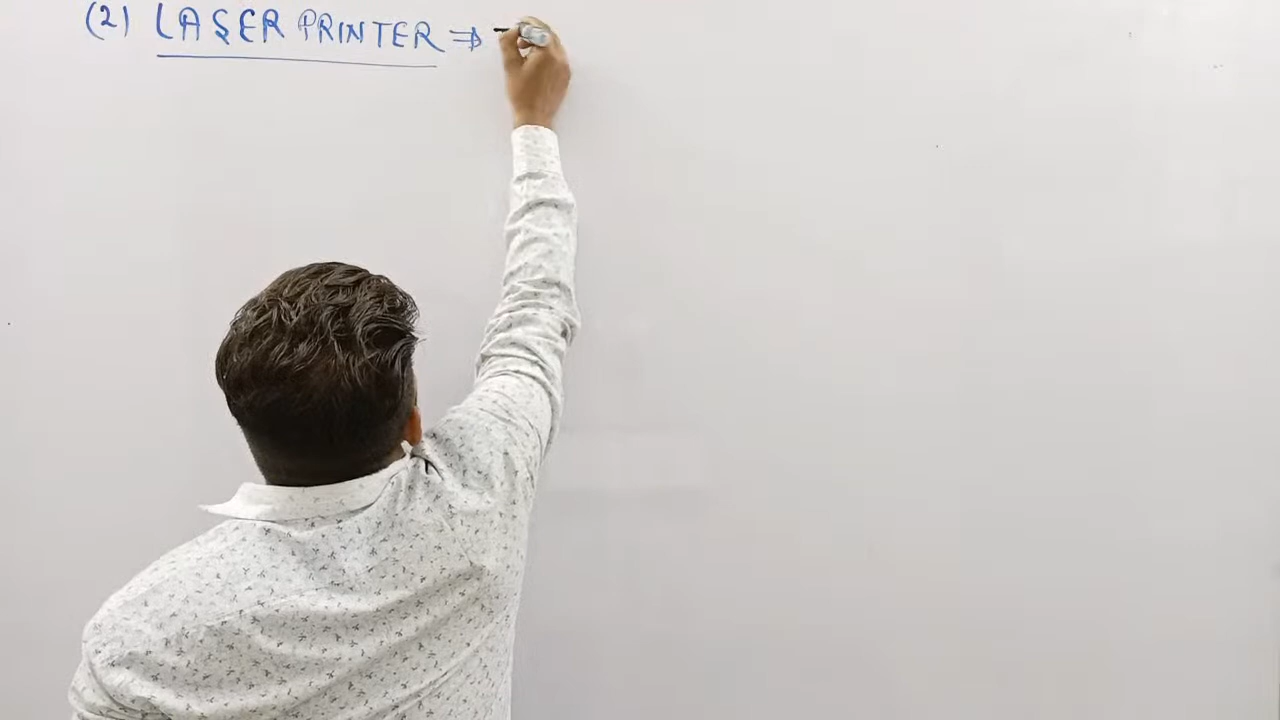 (2) LASER PRINTER ⇒